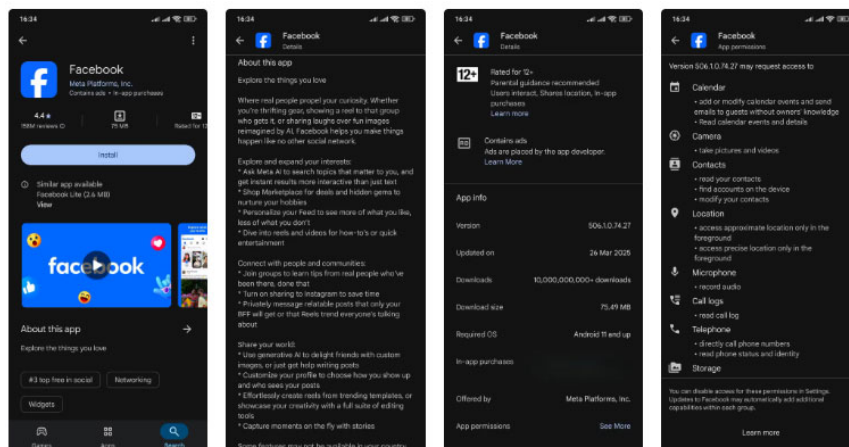 16:34
Facebook
Meta Platforms, Inc.
Contains ads • In-app purchases
4.4★
75 MB
Rated for 12
Install
Similar app available
Facebook Lite (2.6 MB)
View
facebook
About this app
Explore the things you love
#3 top free in social
Networking
Widgets
Games
Apps
Search
16:34
Facebook
Details
About this app
Explore the things you love
Where real people propel your curiosity. Whether
you're thrifting gear, showing a reel to that group
who gets it, or sharing laughs over fun images
reimagined by AI, Facebook helps you make things
happen like no other social network.
Explore and expand your interests:
* Ask Meta AI to search topics that matter to you, and
get instant results more interactive than just text
* Shop Marketplace for deals and hidden gems to
nurture your hobbies
* Personalize your Feed to see more of what you like,
less of what you don't
* Dive into reels and videos for how-to's or quick
entertainment
Connect with people and communities:
* Join groups to learn tips from real people who've
been there, done that
* Turn on sharing to Instagram to save time
* Privately message relatable posts that only your
BFF will get or that Reels trend everyone's talking
about
Share your world:
* Use generative AI to delight friends with custom
images, or just get help writing posts
* Customize your profile to choose how you show up
and who sees your posts
* Effortlessly create reels from trending templates, or
showcase your creativity with a full suite of editing
tools
* Capture moments on the fly with stories
Some features may not be available in your country
16:34
Facebook
Details
12+
Rated for 12+
Parental guidance recommended
Users interact, Shares location, In-app
purchases
Learn more
Contains ads
Ads are placed by the app developer.
Learn More
App info
Version 506.1.0.74.27
Updated on 26 Mar 2025
Downloads 10,000,000,000+ downloads
Download size 75.49 MB
Required OS Android 11 and up
In-app purchases
Offered by Meta Platforms, Inc.
App permissions See More
16:34
Facebook
App permissions
Version 506.1.0.74.27 may request access to
Calendar
• add or modify calendar events and send
emails to guests without owners' knowledge
• Read calendar events and details
Camera
• take pictures and videos
Contacts
• read your contacts
• find accounts on the device
• modify your contacts
Location
• access approximate location only in the
foreground
• access precise location only in the
foreground
Microphone
• record audio
Call logs
• read call log
Telephone
• directly call phone numbers
• read phone status and identity
Storage
You can disable access for these permissions in Settings.
Updates to Facebook may automatically add additional
capabilities within each group.
Learn more